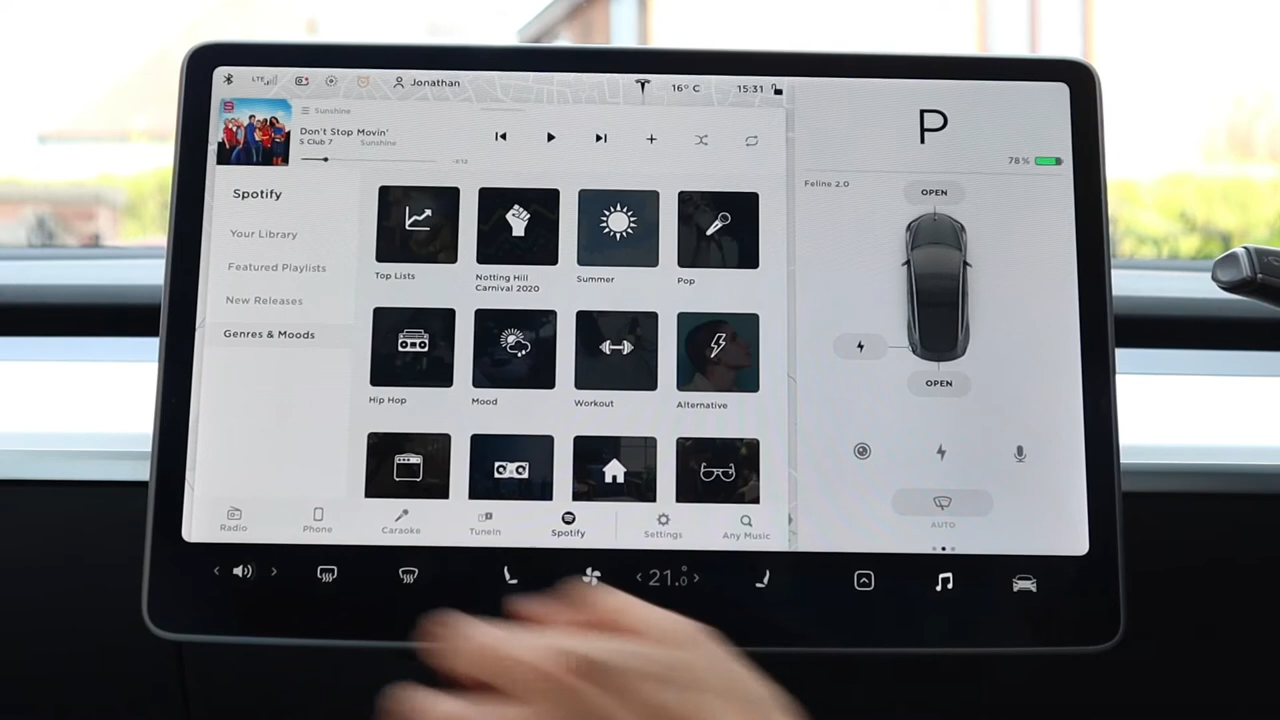 LTE
Jonathan
16° C
15:31
Sunshine
Don't Stop Movin'
S Club 7 Sunshine
P
78%
Feline 2.0
OPEN
OPEN
AUTO
Spotify
Your Library
Featured Playlists
New Releases
Genres & Moods
Top Lists
Notting Hill
Carnival 2020
Summer
Pop
Hip Hop
Mood
Workout
Alternative
Radio
Phone
Caraoke
TuneIn
Spotify
Settings
Any Music
21.0